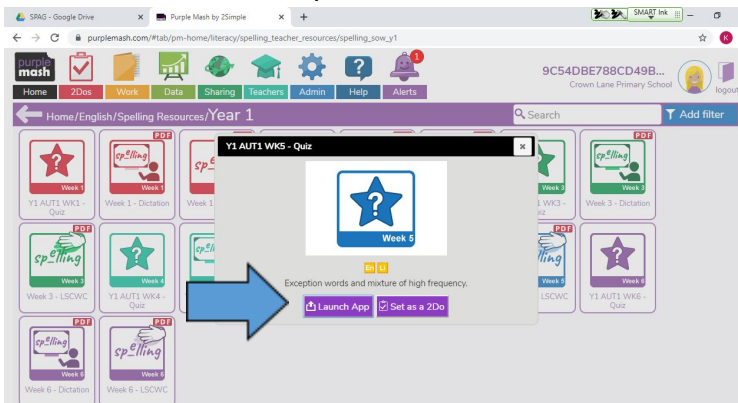 SPAG - Google Drive
Purple Mash by 2Simple
SMART Ink
purplemash.com/#tab/pm-home/literacy/spelling_teacher_resources/spelling_sow_y1
K
purple mash
1
Home
2Dos
Work
Data
Sharing
Teachers
Admin
Help
Alerts
9C54DBE788CD49B...
Crown Lane Primary School
logout
Home/English/Spelling Resources/Year 1
Search
Add filter
Week 1
Y1 AUT1 WK1 - Quiz
PDF
spelling
Week 1
Week 1 - Dictation
Week 1
Y1 AUT1 WK5 - Quiz
Week 5
En Li
Exception words and mixture of high frequency.
Launch App
Set as a 2Do
Week 3
WK3 -
PDF
spelling
Week 3
Week 3 - Dictation
PDF
spelling
Week 3
Week 3 - LSCWC
Week 4
Y1 AUT1 WK4 - Quiz
Week 5
LSCWC
Week 6
Y1 AUT1 WK6 - Quiz
PDF
spelling
Week 6
Week 6 - Dictation
PDF
spelling
Week 6
Week 6 - LSCWC